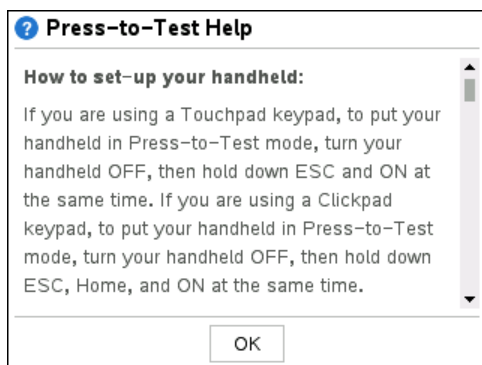 Press-to-Test Help
How to set-up your handheld:
If you are using a Touchpad keypad, to put your
handheld in Press-to-Test mode, turn your
handheld OFF, then hold down ESC and ON at
the same time. If you are using a Clickpad
keypad, to put your handheld in Press-to-Test
mode, turn your handheld OFF, then hold down
ESC, Home, and ON at the same time.
OK